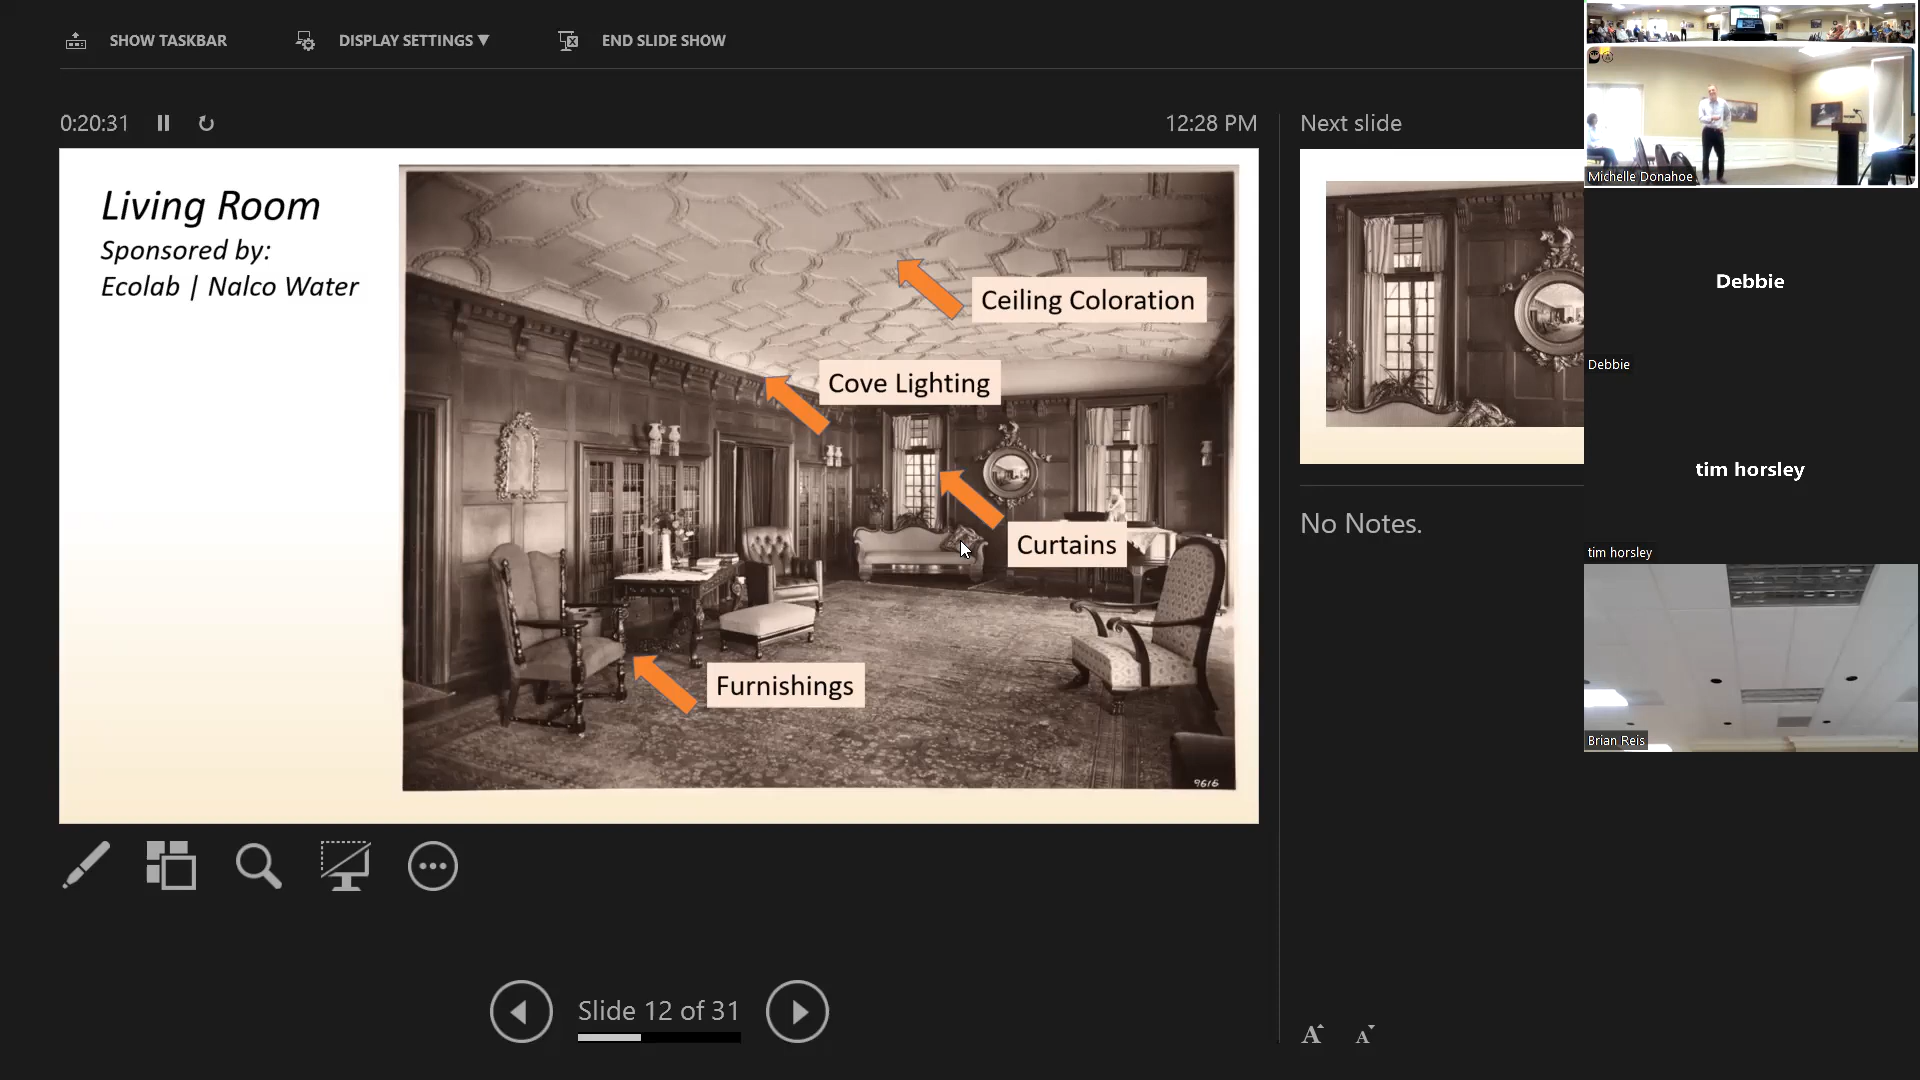 SHOW TASKBAR
DISPLAY SETTINGS ▼
END SLIDE SHOW
0:20:31
12:28 PM
Next slide
Living Room
Sponsored by:
Ecolab | Nalco Water
Ceiling Coloration
Cove Lighting
Curtains
Furnishings
9616
No Notes.
Slide 12 of 31
A A
Michelle Donahoe
Debbie
Debbie
tim horsley
tim horsley
Brian Reis